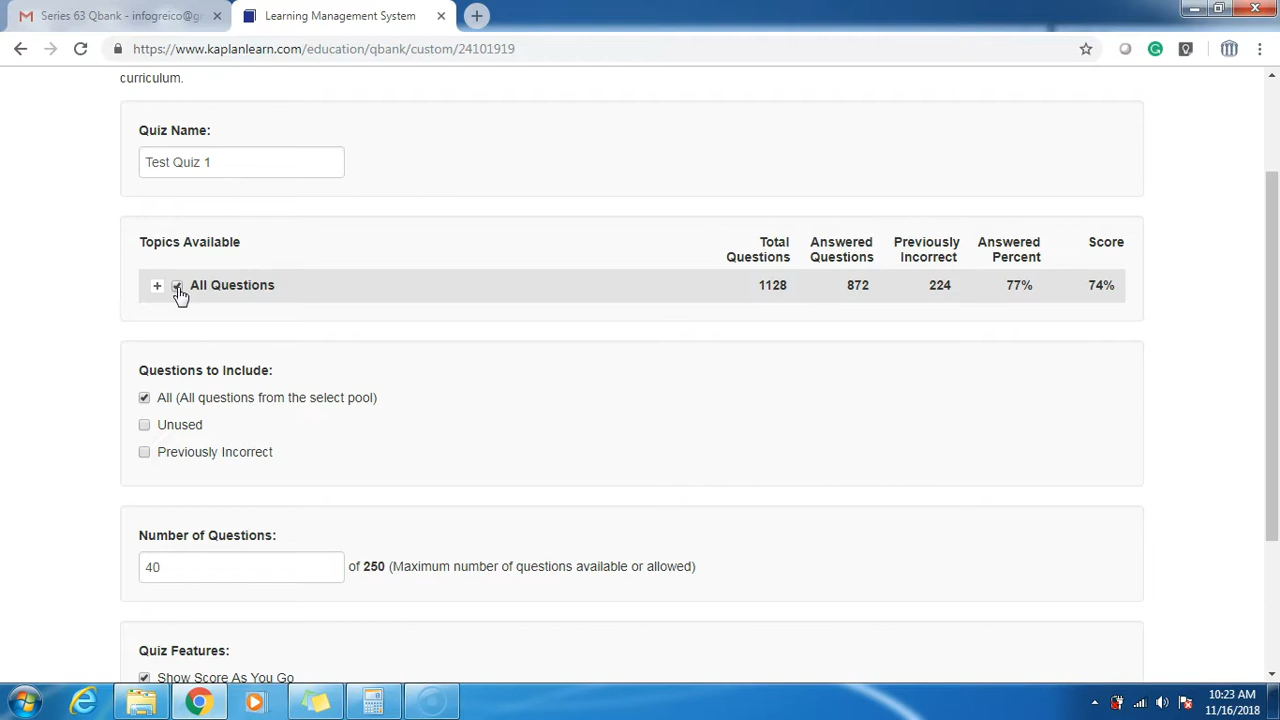 Series 63 Qbank - infogreico@g
Learning Management System
https://www.kaplanlearn.com/education/qbank/custom/24101919
curriculum.
Quiz Name:
Test Quiz 1
Topics Available
Total Questions
Answered Questions
Previously Incorrect
Answered Percent
Score
All Questions 1128 872 224 77% 74%
Questions to Include:
All (All questions from the select pool)
Unused
Previously Incorrect
Number of Questions:
40 of 250 (Maximum number of questions available or allowed)
Quiz Features:
Show Score As You Go
10:23 AM
11/16/2018